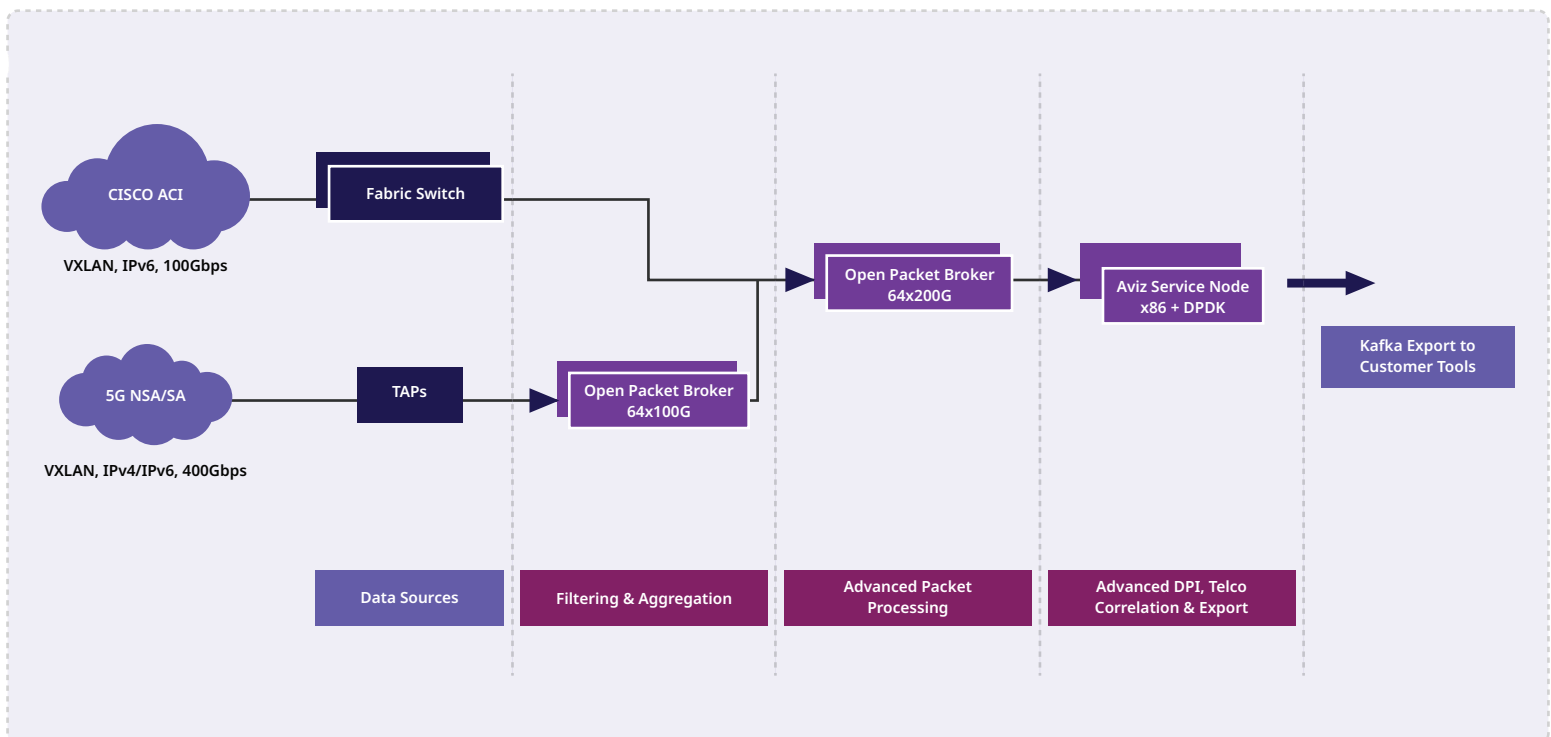 CISCO ACI
VXLAN, IPv6, 100Gbps
Fabric Switch
5G NSA/SA
VXLAN, IPv4/IPv6, 400Gbps
TAPs
Open Packet Broker
64x100G
Open Packet Broker
64x200G
Aviz Service Node
x86 + DPDK
Kafka Export to
Customer Tools
Data Sources
Filtering & Aggregation
Advanced Packet
Processing
Advanced DPI, Telco
Correlation & Export